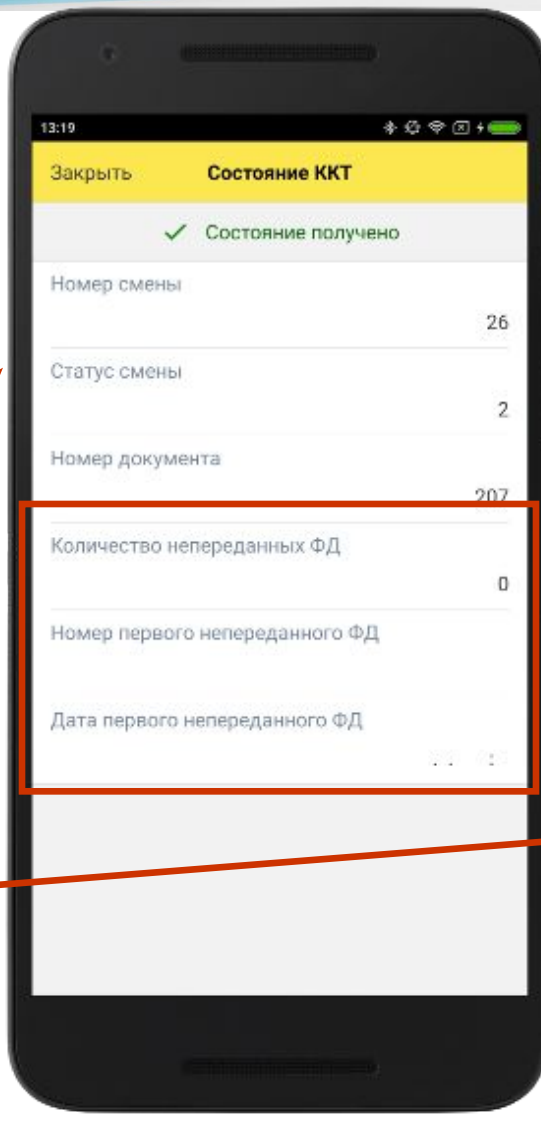 13:19
Закрыть Состояние ККТ
Состояние получено
Номер смены
26
Статус смены
2
Номер документа
207
Количество непереданных ФД
0
Номер первого непереданного ФД
Дата первого непереданного ФД
. . :